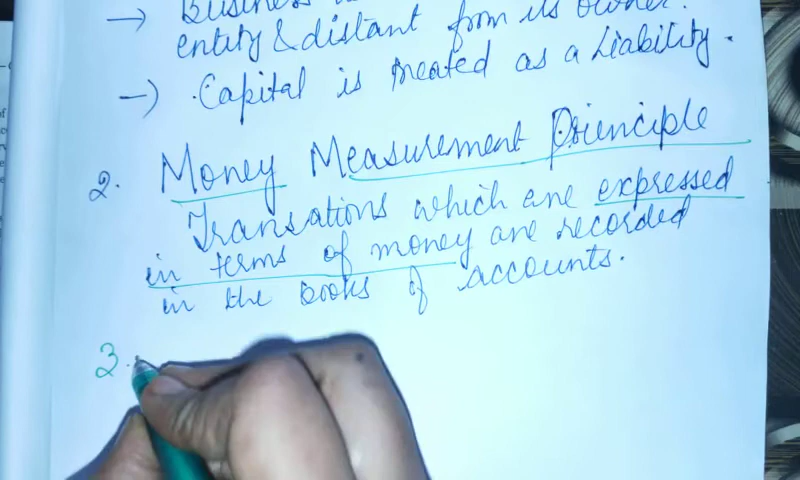 → Business
entity & distant from its owner.
→) Capital is treated as a Liability.
2. Money Measurement Principle
Transations which are expressed
in terms of money are recorded
in the books of accounts.
3.